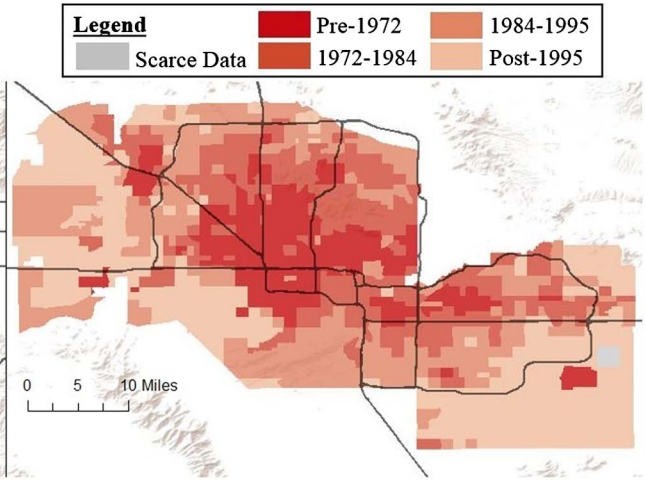 Legend
Pre-1972
1984-1995
Scarce Data
1972-1984
Post-1995
0 5 10 Miles